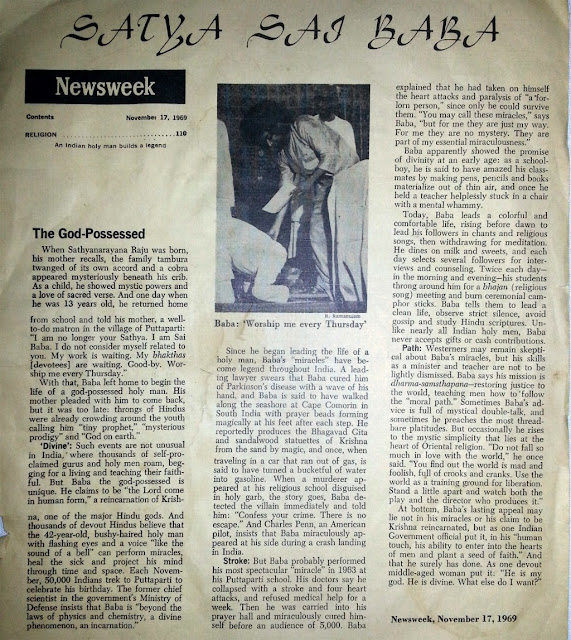 SATYA SAI BABA
Newsweek
Contents November 17, 1969
RELIGION ..........................................110
An Indian holy man builds a legend
The God-Possessed
When Sathyanarayana Raju was born,
his mother recalls, the family tambura
twanged of its own accord and a cobra
appeared mysteriously beneath his crib.
As a child, he showed mystic powers and
a love of sacred verse. And one day when
he was 13 years old, he returned home
from school and told his mother, a well-
to-do matron in the village of Puttaparti:
"I am no longer your Sathya. I am Sai
Baba. I do not consider myself related to
you. My work is waiting. My bhakthas
[devotees] are waiting. Good-by. Wor-
ship me every Thursday."
With that, Baba left home to begin the
life of a god-possessed holy man. His
mother pleaded with him to come back,
but it was too late: throngs of Hindus
were already crowding around the youth
calling him "tiny prophet," "mysterious
prodigy" and "God on earth."
'Divine': Such events are not unusual
in India, where thousands of self-pro-
claimed gurus and holy men roam, beg-
ging for a living and teaching their faith-
ful. But Baba the god-possessed is
unique. He claims to be "the Lord come
in human form," a reincarnation of Krish-
na, one of the major Hindu gods. And
thousands of devout Hindus believe that
the 42-year-old, bushy-haired holy man
with flashing eyes and a voice "like the
sound of a bell" can perform miracles,
heal the sick and project his mind
through time and space. Each Novem-
ber, 50,000 Indians trek to Puttaparti to
celebrate his birthday. The former chief
scientist in the government's Ministry of
Defense insists that Baba is "beyond the
laws of physics and chemistry, a divine
phenomenon, an incarnation."
Baba: 'Worship me every Thursday'
Since he began leading the life of a
holy man, Baba's "miracles" have be-
come legend throughout India. A lead-
ing lawyer swears that Baba cured him
of Parkinson's disease with a wave of his
hand, and Baba is said to have walked
along the seashore at Cape Comorin in
South India with prayer beads forming
magically at his feet after each step. He
reportedly produces the Bhagavad Gita
and sandalwood statuettes of Krishna
from the sand by magic, and once, when
traveling in a car that ran out of gas, is
said to have turned a bucketful of water
into gasoline. When a murderer ap-
peared at his religious school disguised
in holy garb, the story goes, Baba de-
tected the villain immediately and told
him: "Confess your crime. There is no
escape." And Charles Penn, an American
pilot, insists that Baba miraculously ap-
peared at his side during a crash landing
in India.
Stroke: But Baba probably performed his
most spectacular "miracle" in 1963 at
his Puttaparti school. His doctors say he
collapsed with a stroke and four heart
attacks, and refused medical help for a
week. Then he was carried into his
prayer hall and miraculously cured him-
self before an audience of 5,000. Baba
explained that he had taken on himself
the heart attacks and paralysis of "a for-
lorn person," since only he could survive
them. "You may call these miracles," says
Baba, "but for me they are just my way.
For me they are no mystery. They are
part of my essential miraculousness."
Baba apparently showed the promise
of divinity at an early age: as a school-
boy, he is said to have amazed his class-
mates by making pens, pencils and books
materialize out of thin air, and once he
held a teacher helplessly stuck in a chair
with a mental whammy.
Today, Baba leads a colorful and
comfortable life, rising before dawn to
lead his followers in chants and religious
songs, then withdrawing for meditation.
He dines on milk and sweets, and each
day selects several followers for inter-
views and counseling. Twice each day—
in the morning and evening—his students
throng around him for a bhajan (religious
song) meeting and burn ceremonial cam-
phor sticks. Baba tells them to lead a
clean life, observe strict silence, avoid
gossip and study Hindu scriptures. Un-
like nearly all Indian holy men, Baba
never accepts gifts or cash contributions.
Path: Westerners may remain skepti-
cal about Baba's miracles, but his skills
as a minister and teacher are not to be
lightly dismissed. Baba says his mission is
dharma-samsthapana—restoring justice to
the world, teaching men how to follow
the "moral path." Sometimes Baba's ad-
vice is full of mystical double-talk, and
sometimes he preaches the most thread-
bare platitudes. But occasionally he rises
to the mystic simplicity that lies at the
heart of Oriental religion. "Do not fall so
much in love with the world," he once
said. "You find out the world is mad and
foolish, full of crooks and cranks. Use the
world as a training ground for liberation.
Stand a little apart and watch both the
play and the director who produces it."
At bottom, Baba's lasting appeal may
lie not in his miracles or his claim to be
Krishna reincarnated, but as one Indian
Government official put it, in his "human
touch, his ability to enter into the hearts
of men and plant a seed of faith." And
that he surely has done. As one devout
middle-aged woman put it: "He is my
god. He is divine. What else do I want?"
Newsweek, November 17, 1969